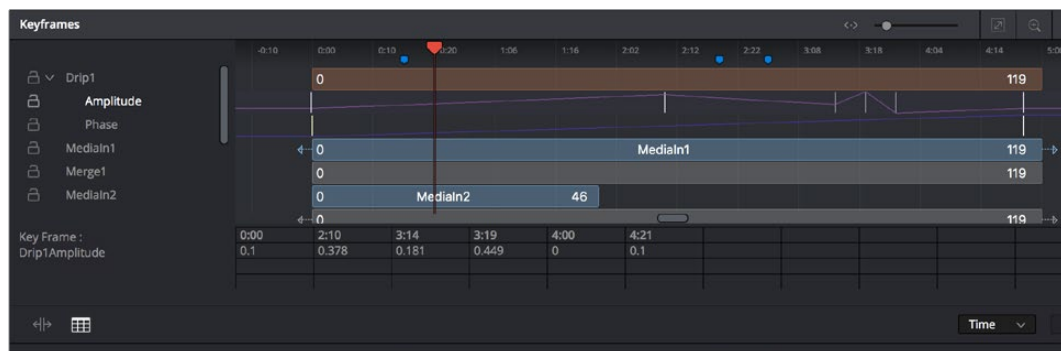 Keyframes
-0:10 0:00 0:10 0:20 1:06 1:16 2:02 2:12 2:22 3:08 3:18 4:04 4:14
Drip1 0 119
Amplitude
Phase
MediaIn1 0 MediaIn1 119
Merge1 0 119
MediaIn2 0 MediaIn2 46
0 119
Key Frame : 0:00 2:10 3:14 3:19 4:00 4:21
Drip1Amplitude 0.1 0.378 0.181 0.449 0 0.1
Time